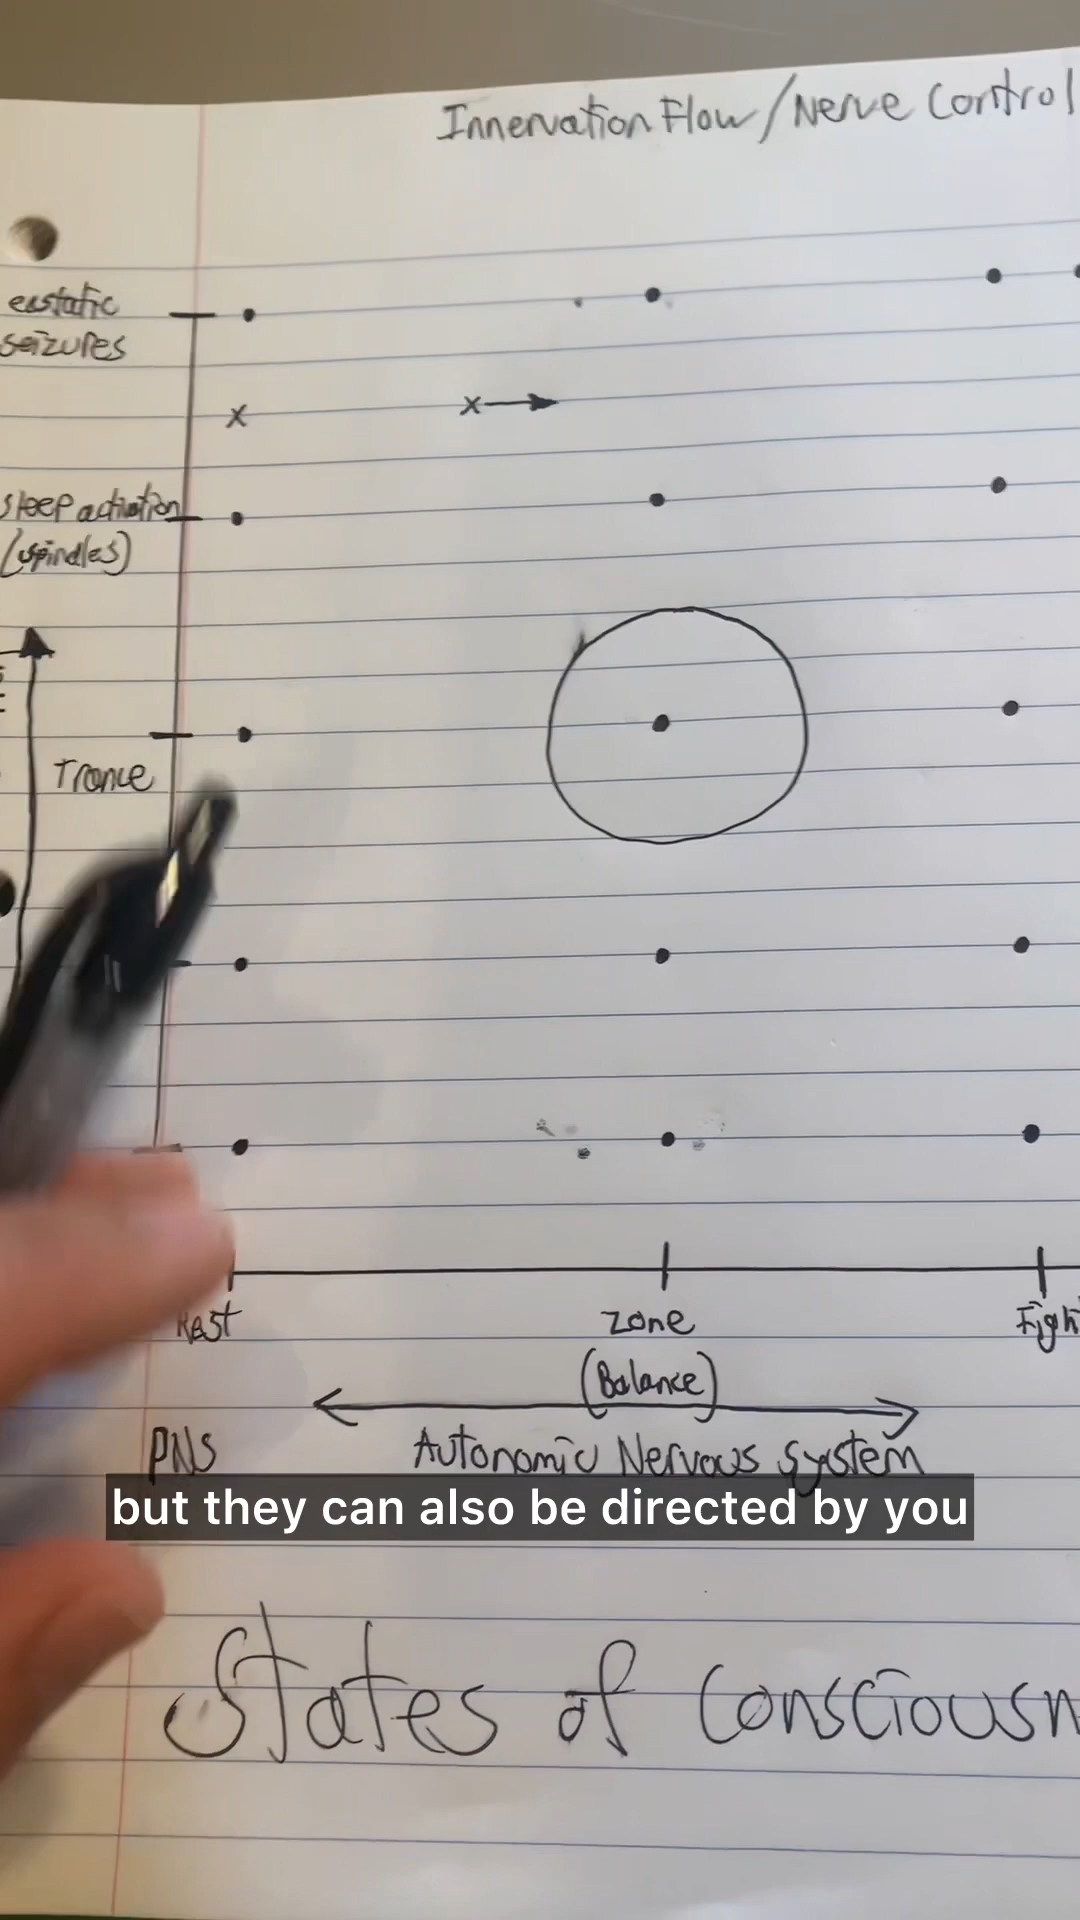 Innervation Flow/Nerve Control
ecstatic
seizures
x
x
sleep activation
(spindles)
Trance
Rest
zone
Figh
(Balance)
PNS
Autonomic Nervous system
but they can also be directed by you
States of Consciousn